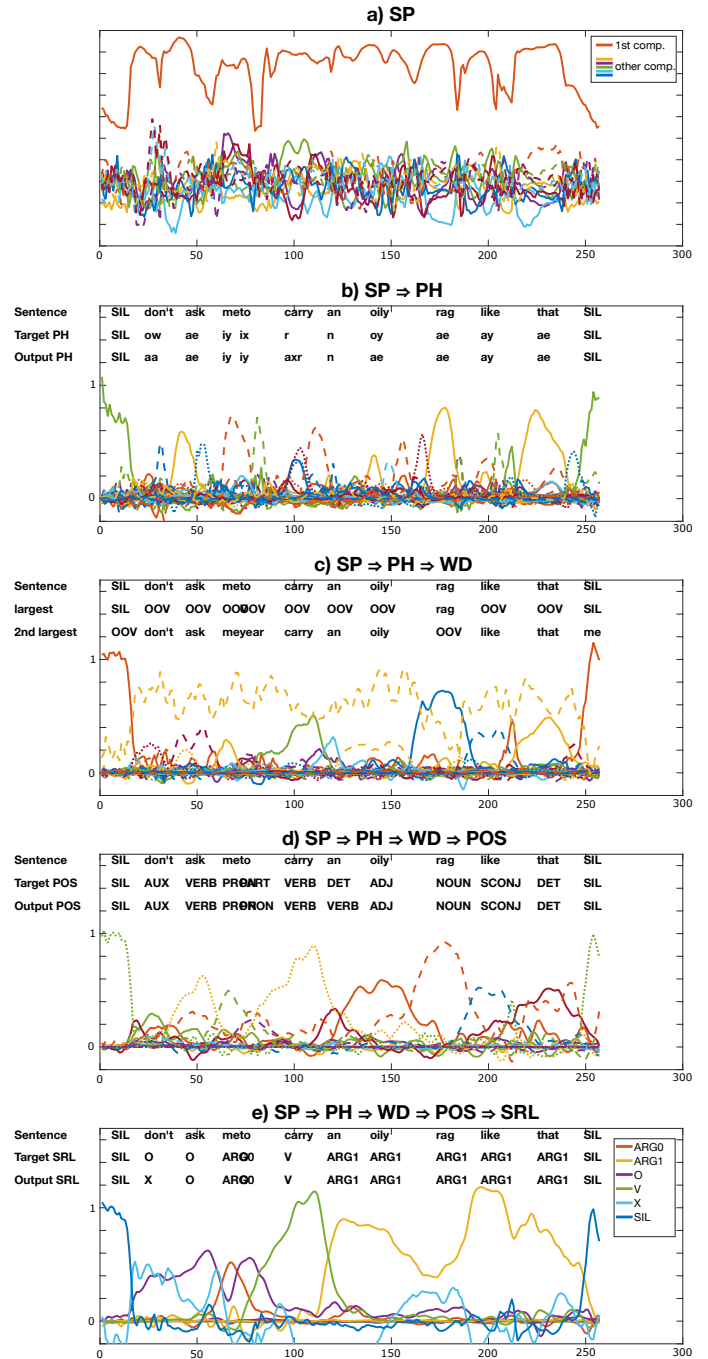 a) SP
1st comp.
other comp.
0 50 100 150 200 250 300
b) SP ⇒ PH
Sentence SIL don't ask meto carry an oily rag like that SIL
Target PH SIL ow ae iy ix r n oy ae ay ae SIL
Output PH SIL aa ae iy iy axr n ae ae ay ae SIL
1
0
0 50 100 150 200 250 300
c) SP ⇒ PH ⇒ WD
Sentence SIL don't ask meto carry an oily rag like that SIL
largest SIL OOV OOV OOV OOV OOV OOV OOV rag OOV OOV SIL
2nd largest OOV don't ask meyear carry an oily OOV like that me
1
0
0 50 100 150 200 250 300
d) SP ⇒ PH ⇒ WD ⇒ POS
Sentence SIL don't ask meto carry an oily rag like that SIL
Target POS SIL AUX VERB PRON PART VERB DET ADJ NOUN SCONJ DET SIL
Output POS SIL AUX VERB PRON PRON VERB VERB ADJ NOUN SCONJ DET SIL
1
0
0 50 100 150 200 250 300
e) SP ⇒ PH ⇒ WD ⇒ POS ⇒ SRL
Sentence SIL don't ask meto carry an oily rag like that SIL
Target SRL SIL O O ARG0 O V ARG1 ARG1 ARG1 ARG1 ARG1 SIL
Output SRL SIL X O ARG0 O V ARG1 ARG1 ARG1 ARG1 ARG1 SIL
ARG0
ARG1
O
V
X
SIL
1
0